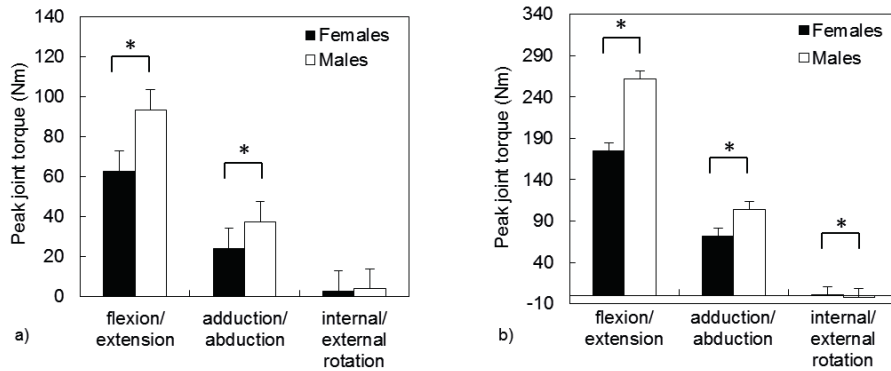 140
120
100
80
60
40
20
0
Peak joint torque (Nm)
Females
Males
*
*
flexion/
extension
adduction/
abduction
internal/
external
rotation
a)
340
290
240
190
140
90
40
-10
Peak joint torque (Nm)
Females
Males
*
*
*
flexion/
extension
adduction/
abduction
internal/
external
rotation
b)